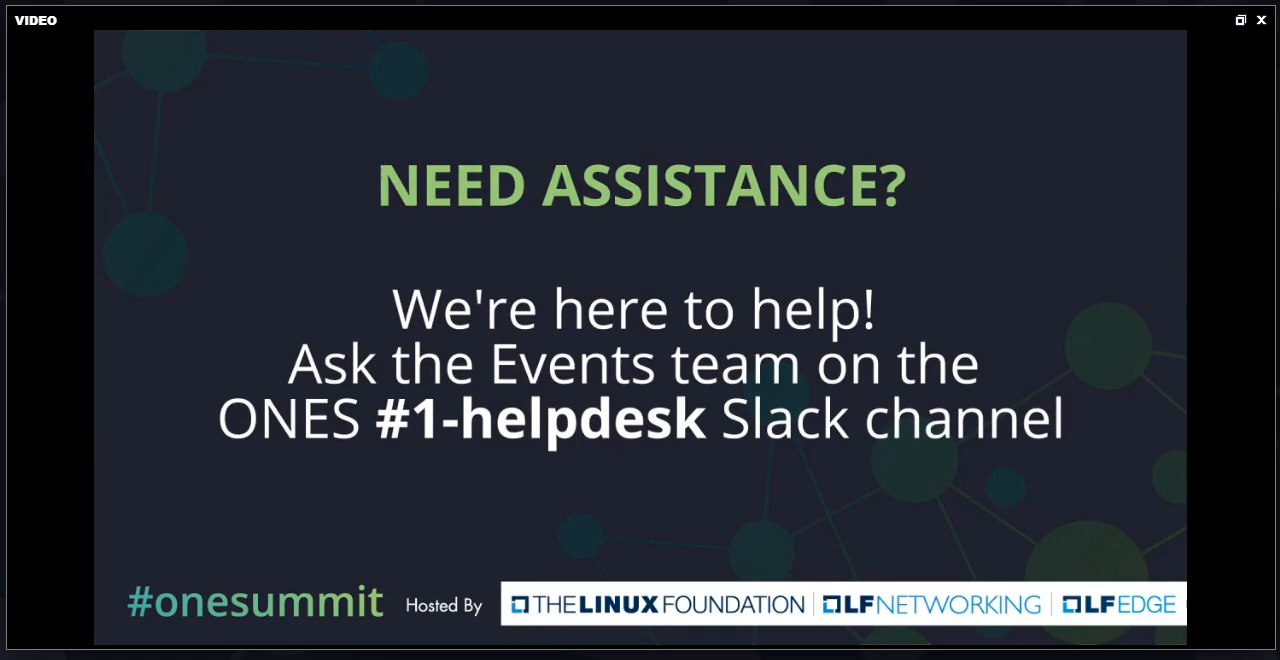 VIDEO
NEED ASSISTANCE?
We're here to help!
Ask the Events team on the
ONES #1-helpdesk Slack channel
#onesummit Hosted By THE LINUX FOUNDATION LF NETWORKING LF EDGE